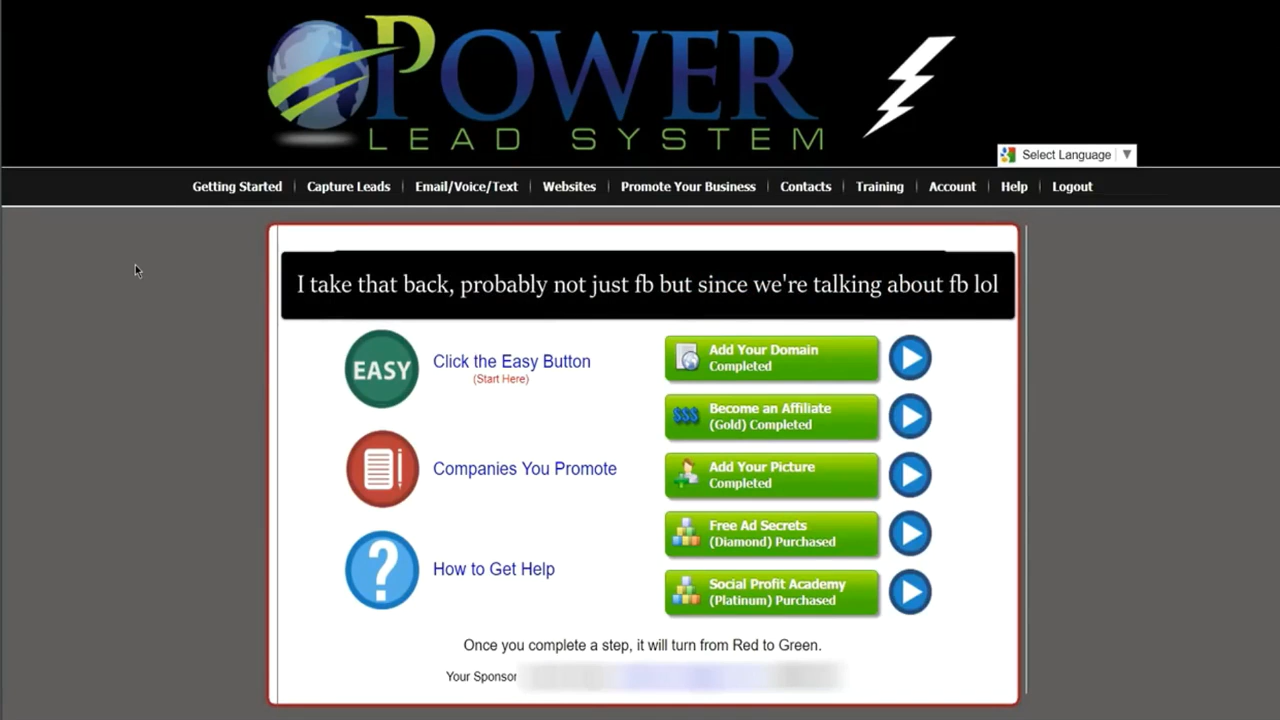 POWER
LEAD SYSTEM
Select Language ▼
Getting Started | Capture Leads | Email/Voice/Text | Websites | Promote Your Business | Contacts | Training | Account | Help | Logout
I take that back, probably not just fb but since we're talking about fb lol
EASY
Click the Easy Button
(Start Here)
Companies You Promote
?
How to Get Help
Add Your Domain
Completed
$$$
Become an Affiliate
(Gold) Completed
Add Your Picture
Completed
Free Ad Secrets
(Diamond) Purchased
Social Profit Academy
(Platinum) Purchased
Once you complete a step, it will turn from Red to Green.
Your Sponsor